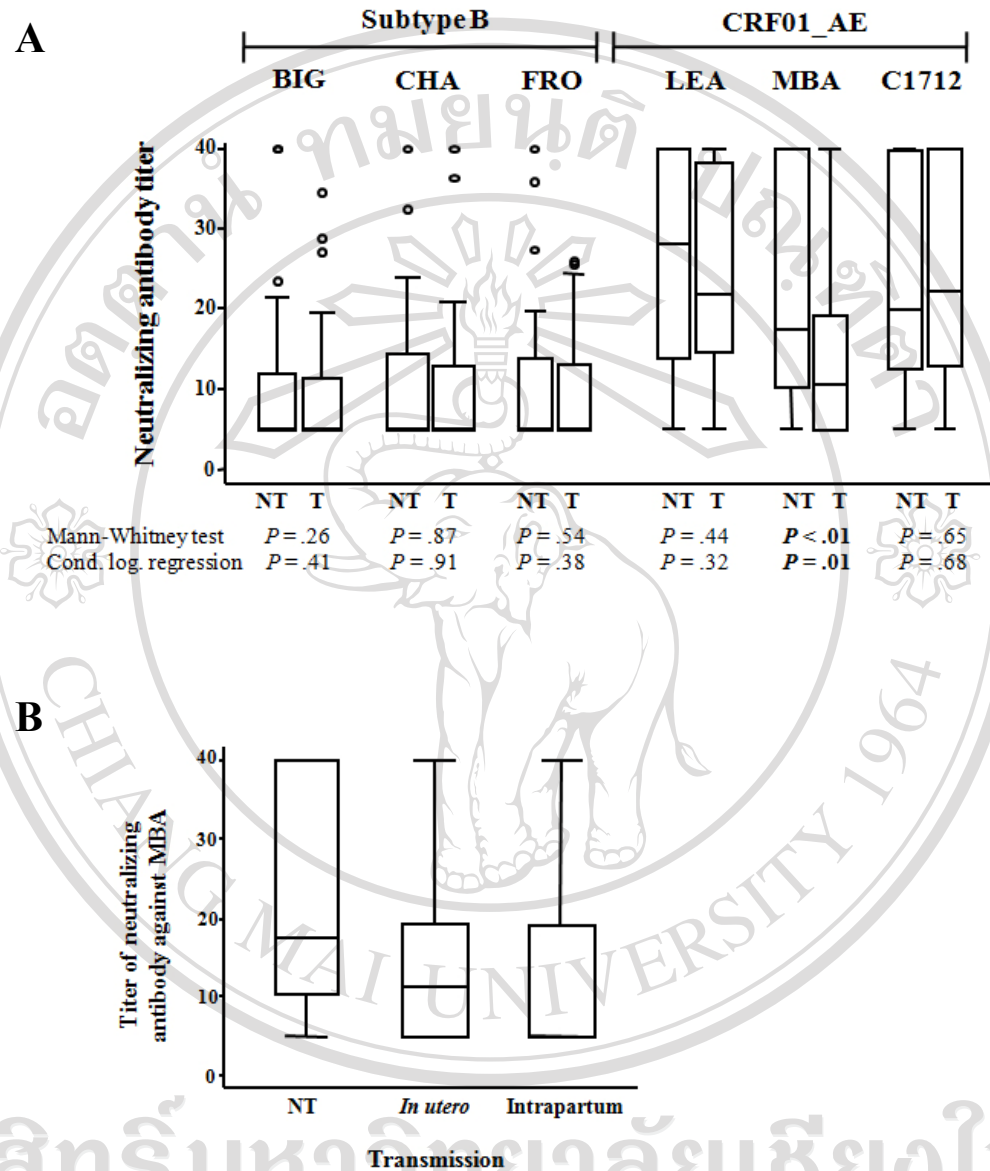 A
Subtype B CRF01_AE
BIG CHA FRO LEA MBA C1712
Neutralizing antibody titer
40
30
20
10
0
NT T NT T NT T NT T NT T NT T
Mann-Whitney test P = .26 P = .87 P = .54 P = .44 P < .01 P = .65
Cond. log. regression P = .41 P = .91 P = .38 P = .32 P = .01 P = .68
B
Titer of neutralizing
antibody against MBA
40
30
20
10
0
NT In utero Intrapartum
Transmission
CHIANG MAI UNIVERSITY 1964